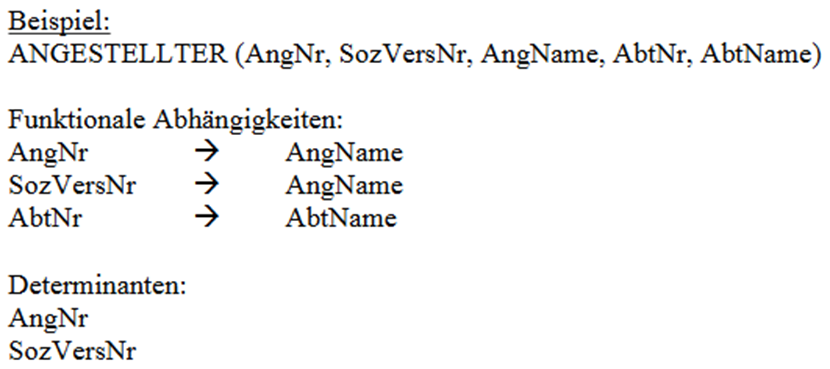 Beispiel:
ANGESTELLTER (AngNr, SozVersNr, AngName, AbtNr, AbtName)
Funktionale Abhängigkeiten:
AngNr → AngName
SozVersNr → AngName
AbtNr → AbtName
Determinanten:
AngNr
SozVersNr